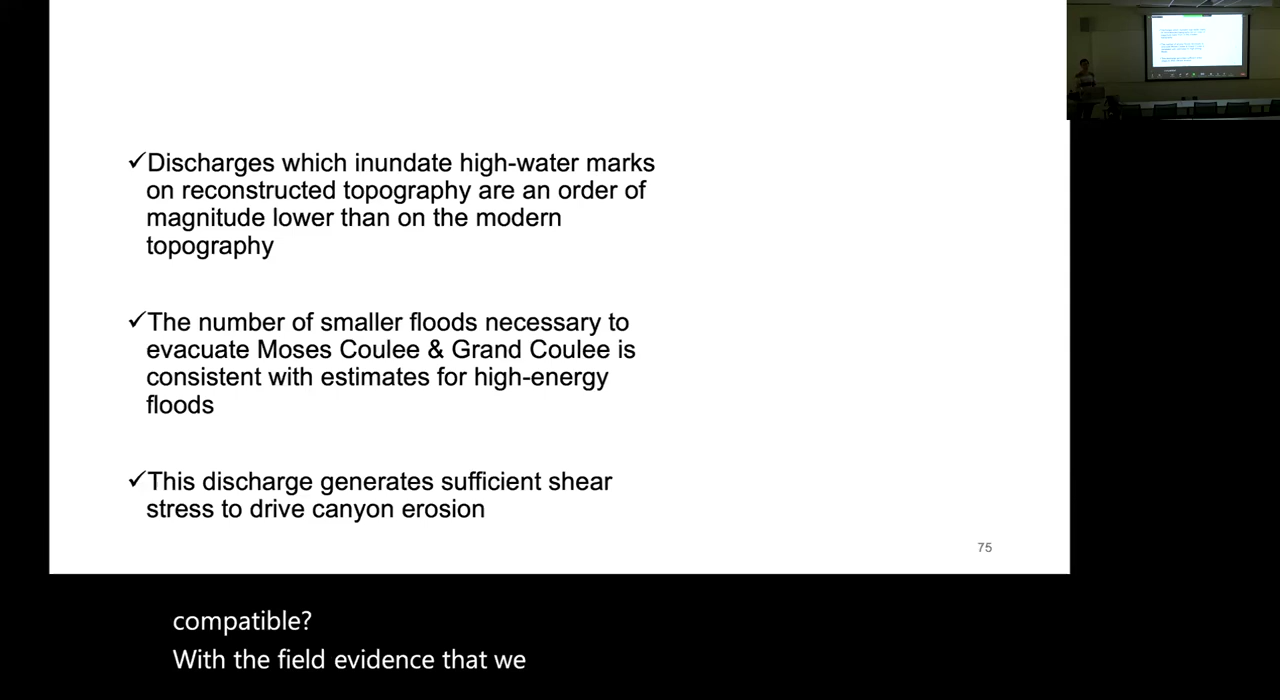 ✓Discharges which inundate high-water marks
on reconstructed topography are an order of
magnitude lower than on the modern
topography
✓The number of smaller floods necessary to
evacuate Moses Coulee & Grand Coulee is
consistent with estimates for high-energy
floods
✓This discharge generates sufficient shear
stress to drive canyon erosion
75
compatible?
With the field evidence that we